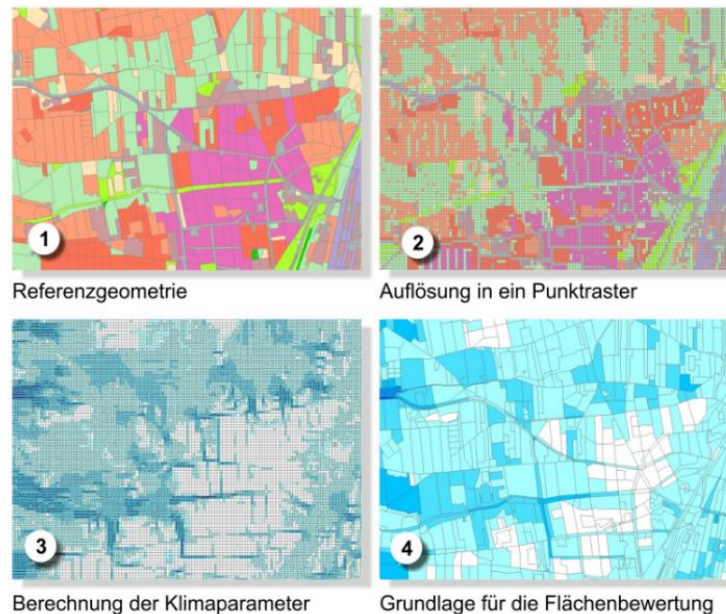 1
2
Referenzgeometrie
Auflösung in ein Punktraster
3
4
Berechnung der Klimaparameter
Grundlage für die Flächenbewertung